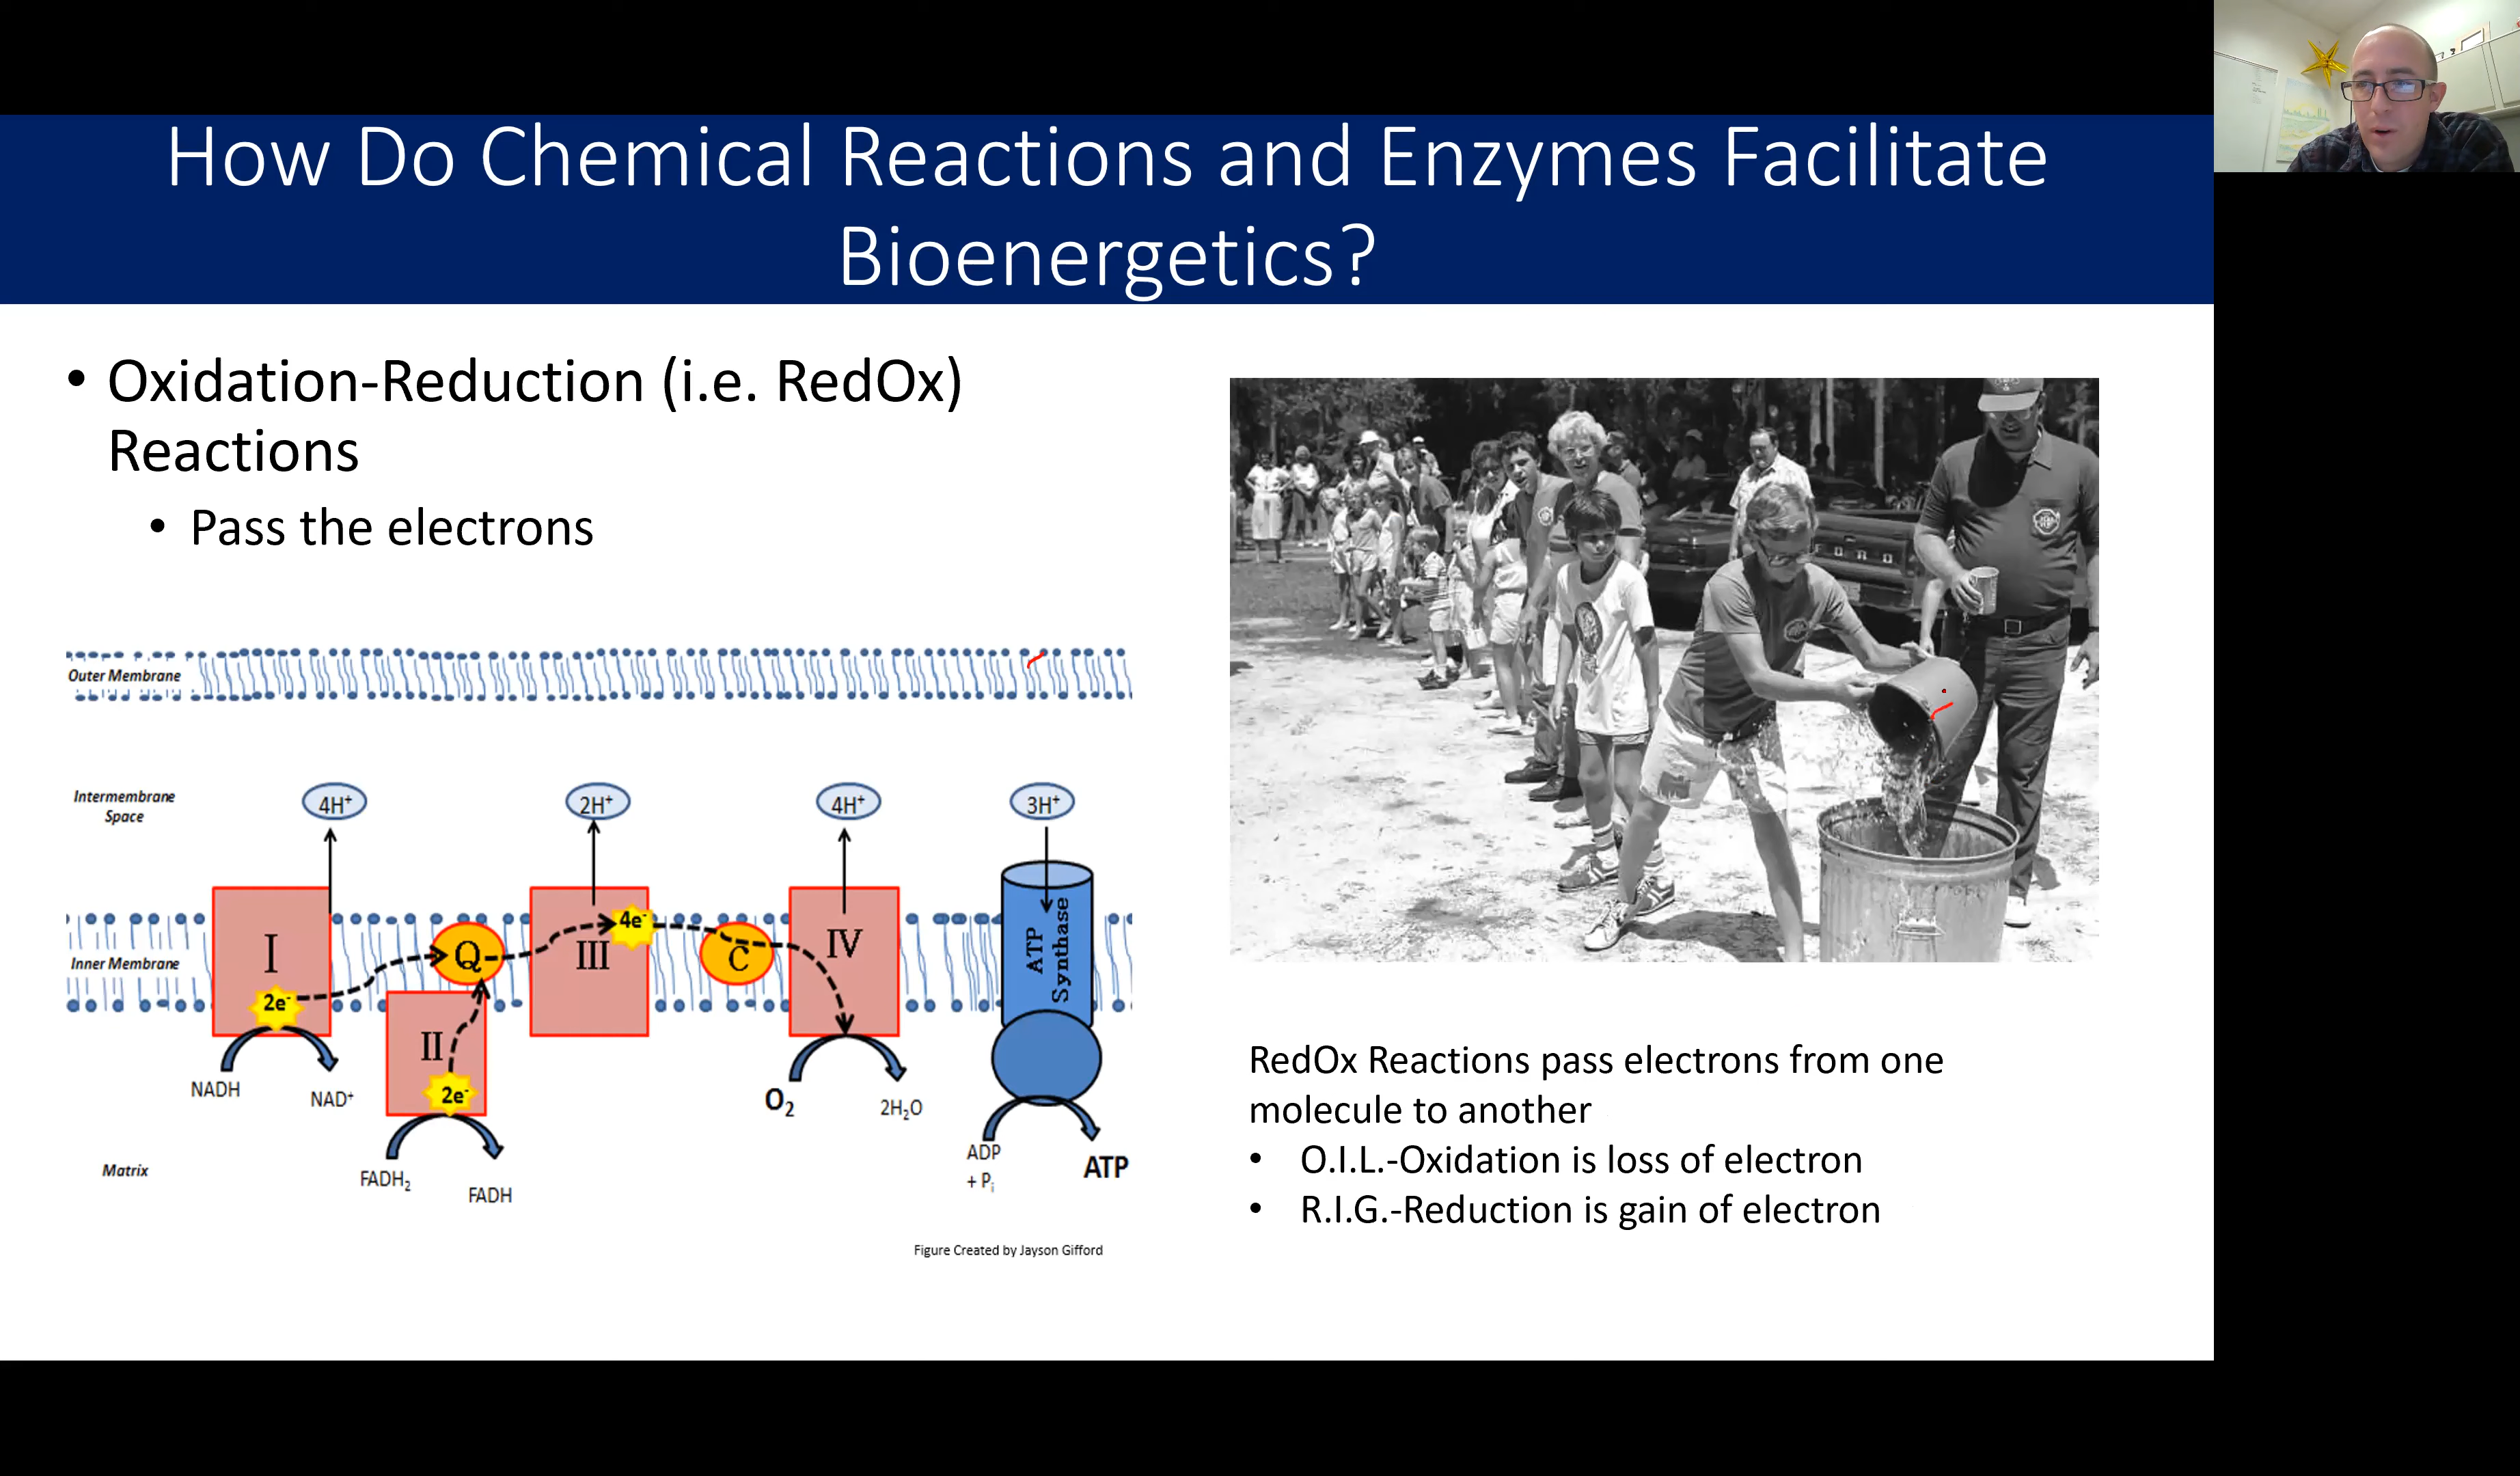 How Do Chemical Reactions and Enzymes Facilitate
Bioenergetics?
• Oxidation-Reduction (i.e. RedOx)
Reactions
• Pass the electrons
Outer Membrane
Intermembrane
Space
4H⁺
2H⁺
4H⁺
3H⁺
Inner Membrane
I
2e⁻
Q
II
2e⁻
III
4e⁻
C
IV
ATP
Synthase
NADH
NAD⁺
FADH₂
FADH
O₂
2H₂O
ADP
+ Pᵢ
ATP
Matrix
Figure Created by Jayson Gifford
FORD
RedOx Reactions pass electrons from one
molecule to another
• O.I.L.-Oxidation is loss of electron
• R.I.G.-Reduction is gain of electron